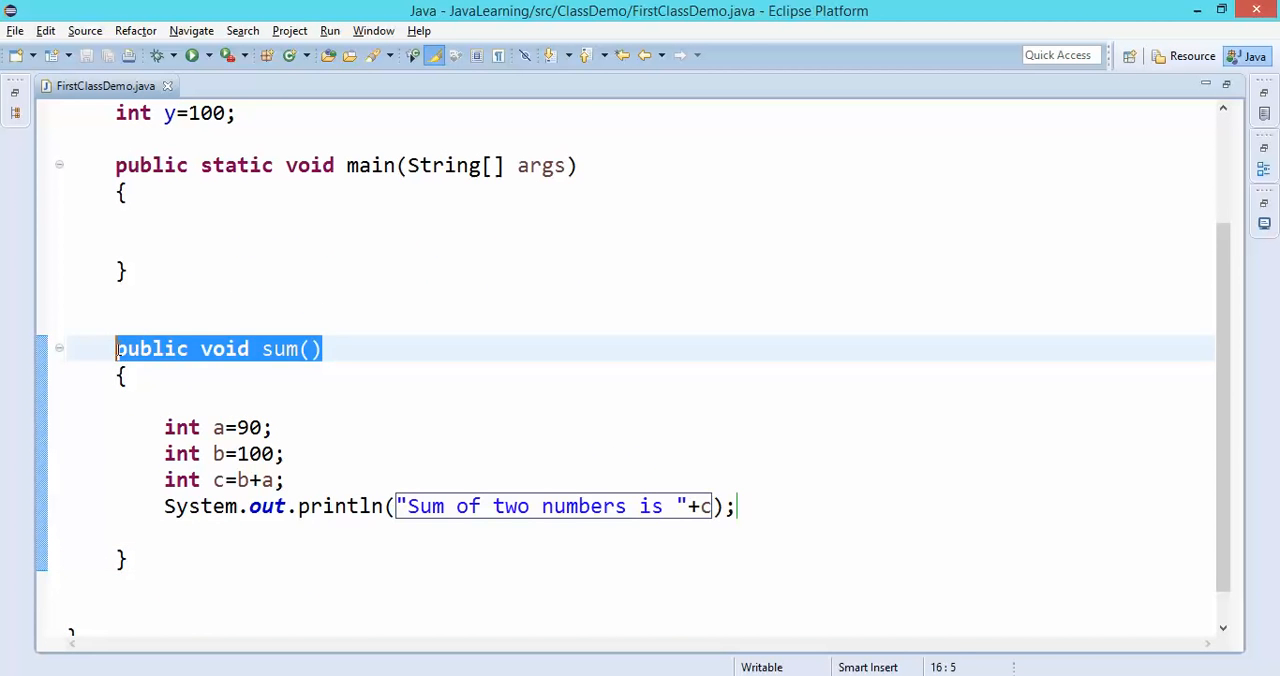 Java - JavaLearning/src/ClassDemo/FirstClassDemo.java - Eclipse Platform
File Edit Source Refactor Navigate Search Project Run Window Help
Quick Access Resource Java
FirstClassDemo.java
int y=100;
public static void main(String[] args)
{
}
public void sum()
{
int a=90;
int b=100;
int c=b+a;
System.out.println("Sum of two numbers is "+c);
}
}
Writable Smart Insert 16 : 5